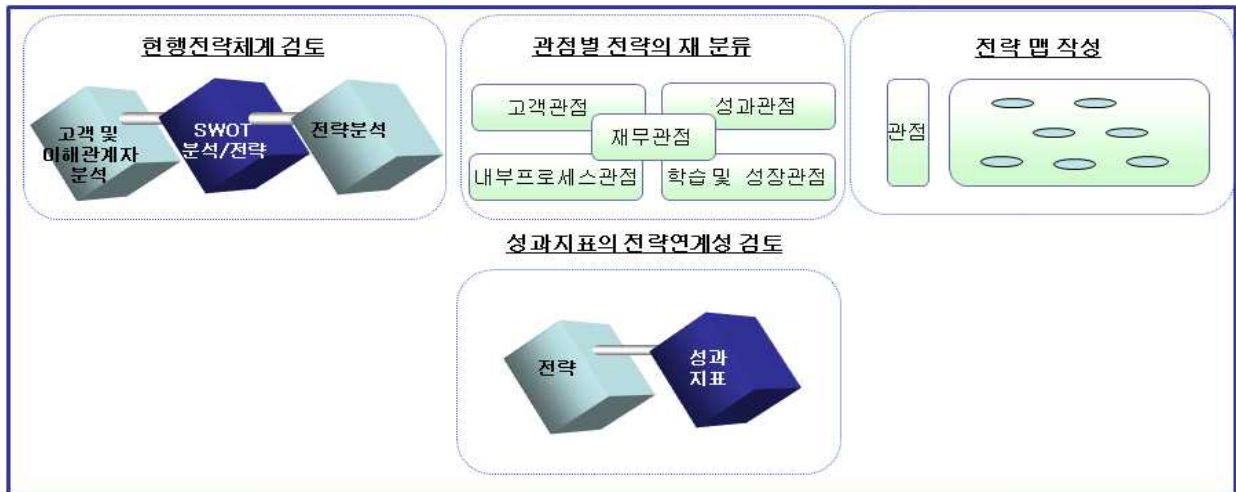 현행전략체계 검토
고객 및
이해관계자
분석
SWOT
분석/전략
전략분석
관점별 전략의 재 분류
고객관점
성과관점
재무관점
내부프로세스관점
학습 및 성장관점
전략 맵 작성
관점
성과지표의 전략연계성 검토
전략
성과
지표